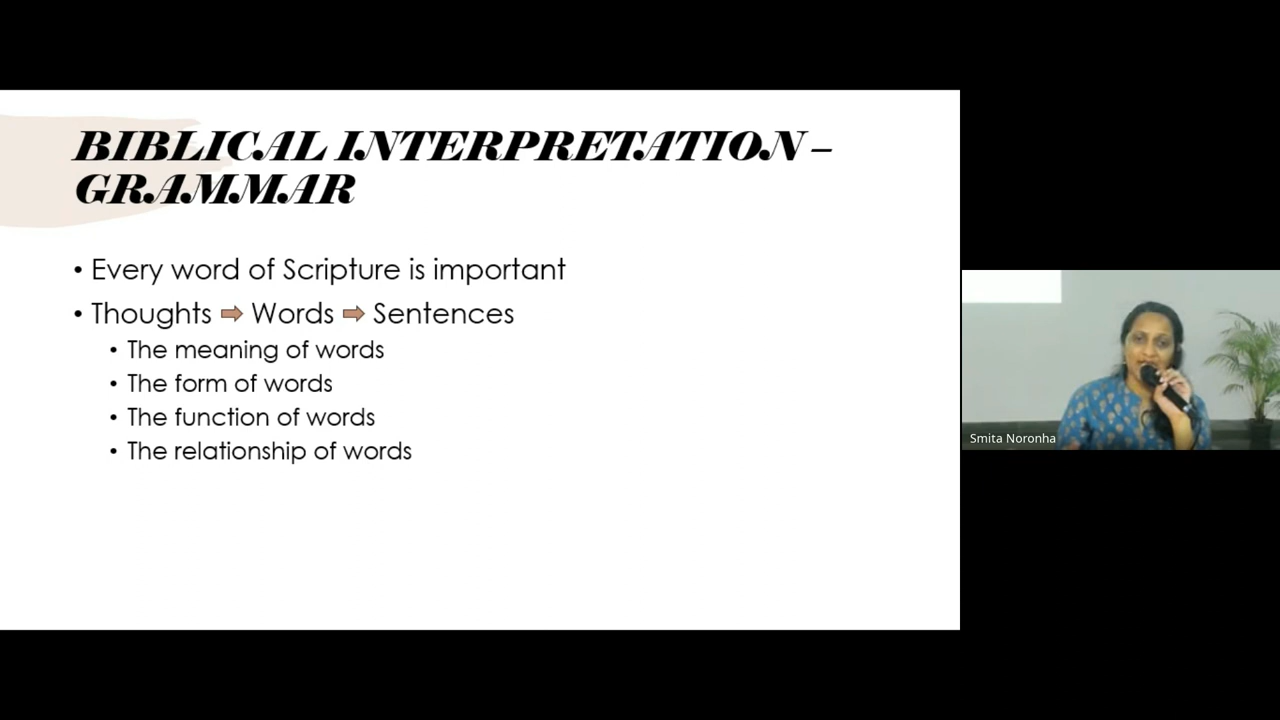 BIBLICAL INTERPRETATION –
GRAMMAR
• Every word of Scripture is important
• Thoughts ➡ Words ➡ Sentences
• The meaning of words
• The form of words
• The function of words
• The relationship of words
Smita Noronha